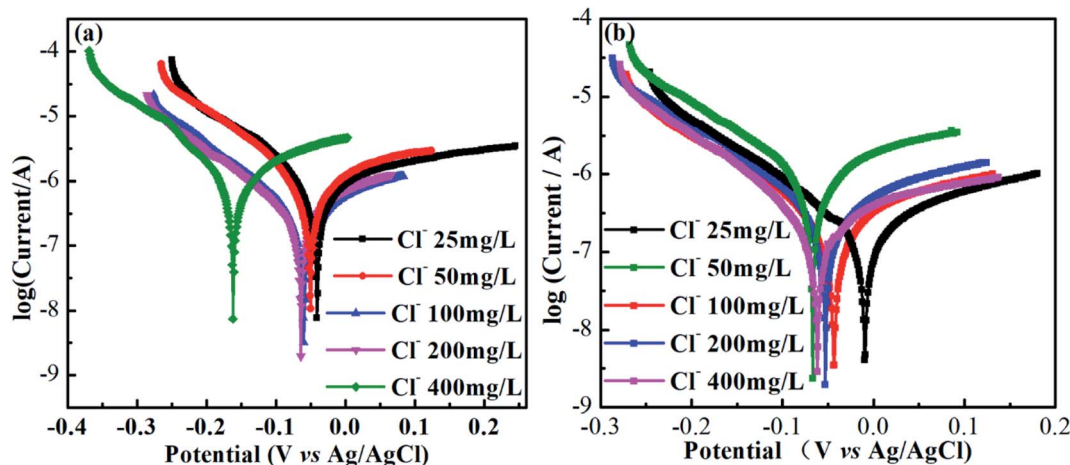 (a)
log(Current/A)
-4
-5
-6
-7
-8
-9
Cl⁻ 25mg/L
Cl⁻ 50mg/L
Cl⁻ 100mg/L
Cl⁻ 200mg/L
Cl⁻ 400mg/L
-0.4 -0.3 -0.2 -0.1 0.0 0.1 0.2
Potential (V vs Ag/AgCl)
(b)
log (Current / A)
-4
-5
-6
-7
-8
-9
Cl⁻ 25mg/L
Cl⁻ 50mg/L
Cl⁻ 100mg/L
Cl⁻ 200mg/L
Cl⁻ 400mg/L
-0.3 -0.2 -0.1 0.0 0.1 0.2
Potential （V vs Ag/AgCl)